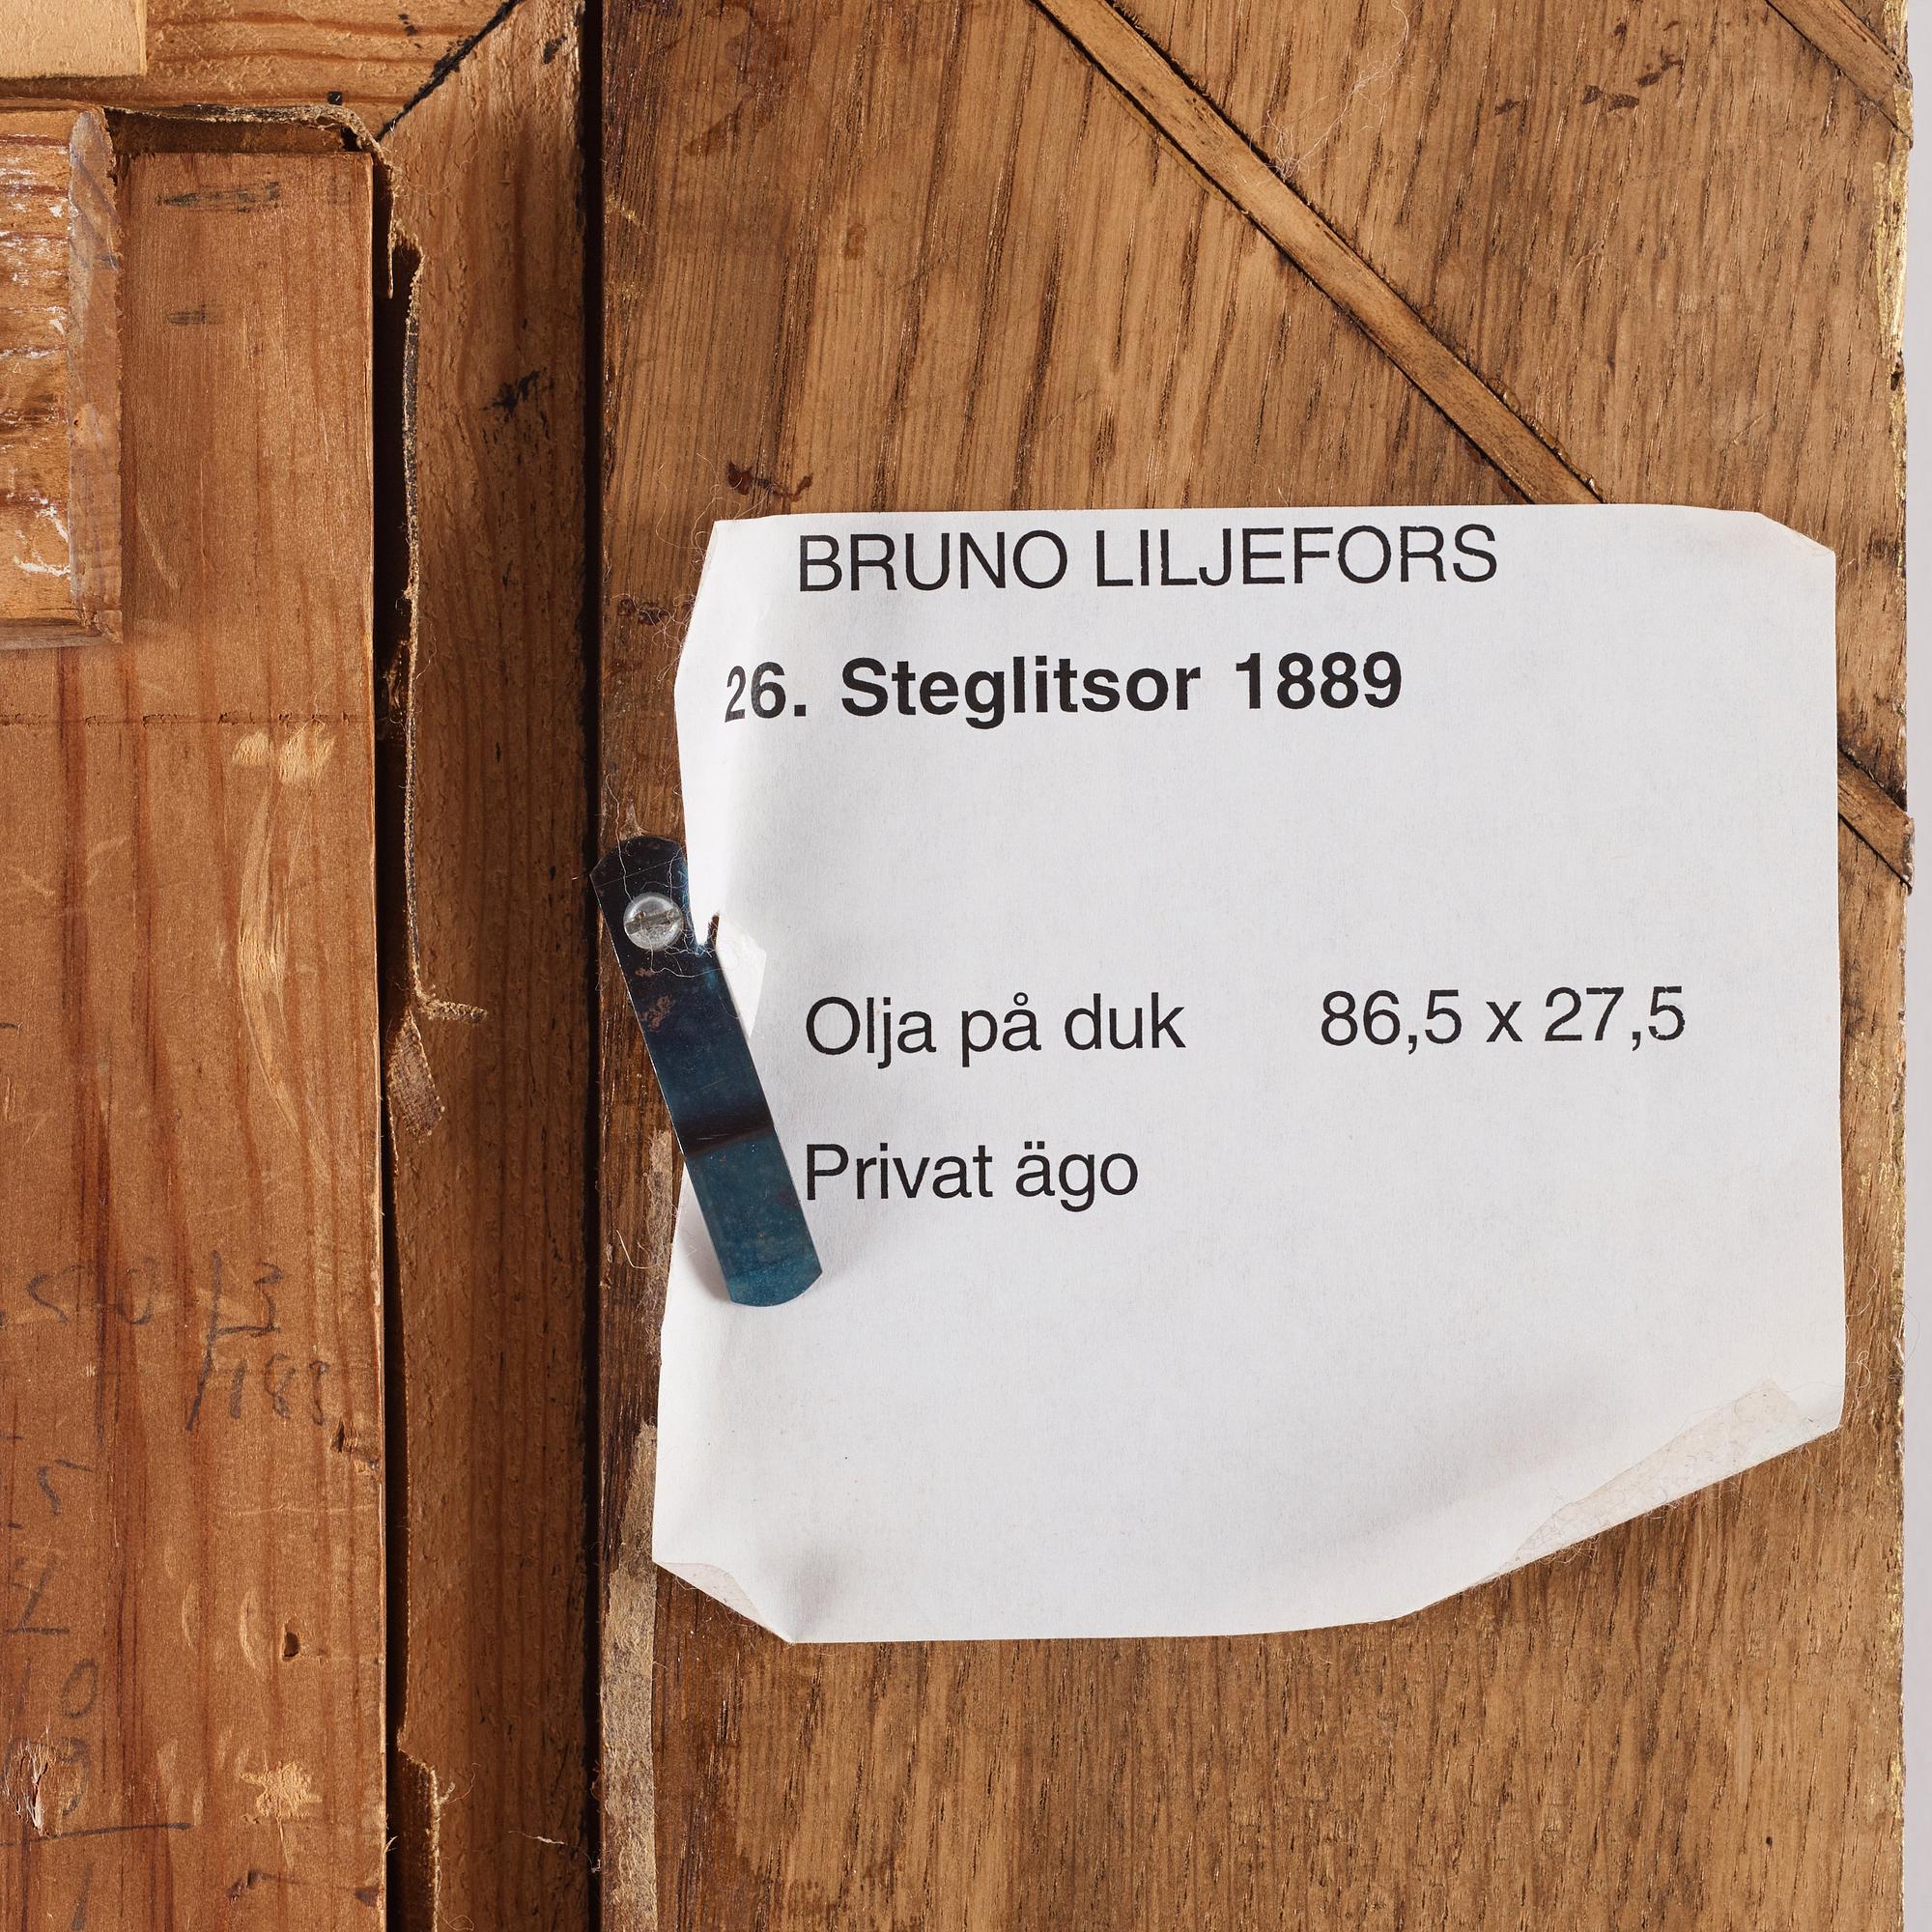 BRUNO LILJEFORS
26. Steglitsor 1889
Olja på duk 86,5 x 27,5
Privat ägo